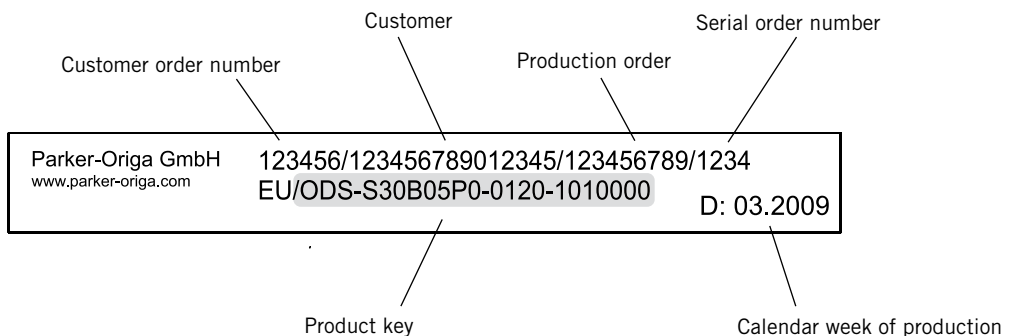 Customer
Serial order number
Customer order number
Production order
Parker-Origa GmbH
www.parker-origa.com
123456/123456789012345/123456789/1234
EU/ODS-S30B05P0-0120-1010000
D: 03.2009
Product key
Calendar week of production